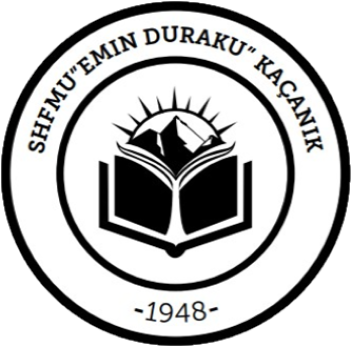 SHFMU"EMIN DURAKU" KAÇANIK
-1948-